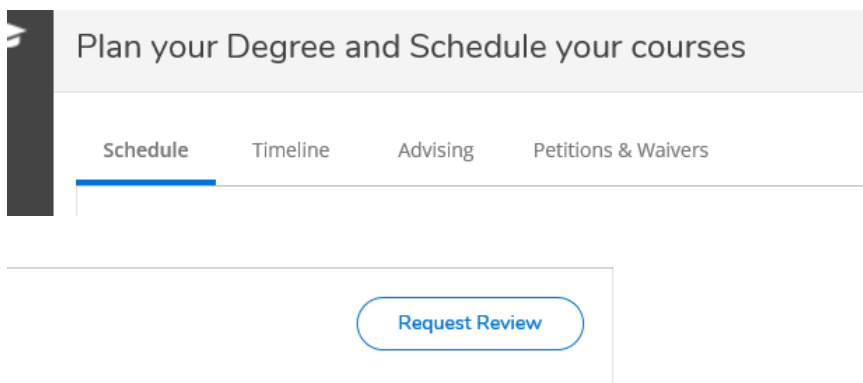 Plan your Degree and Schedule your courses
Schedule Timeline Advising Petitions & Waivers
Request Review